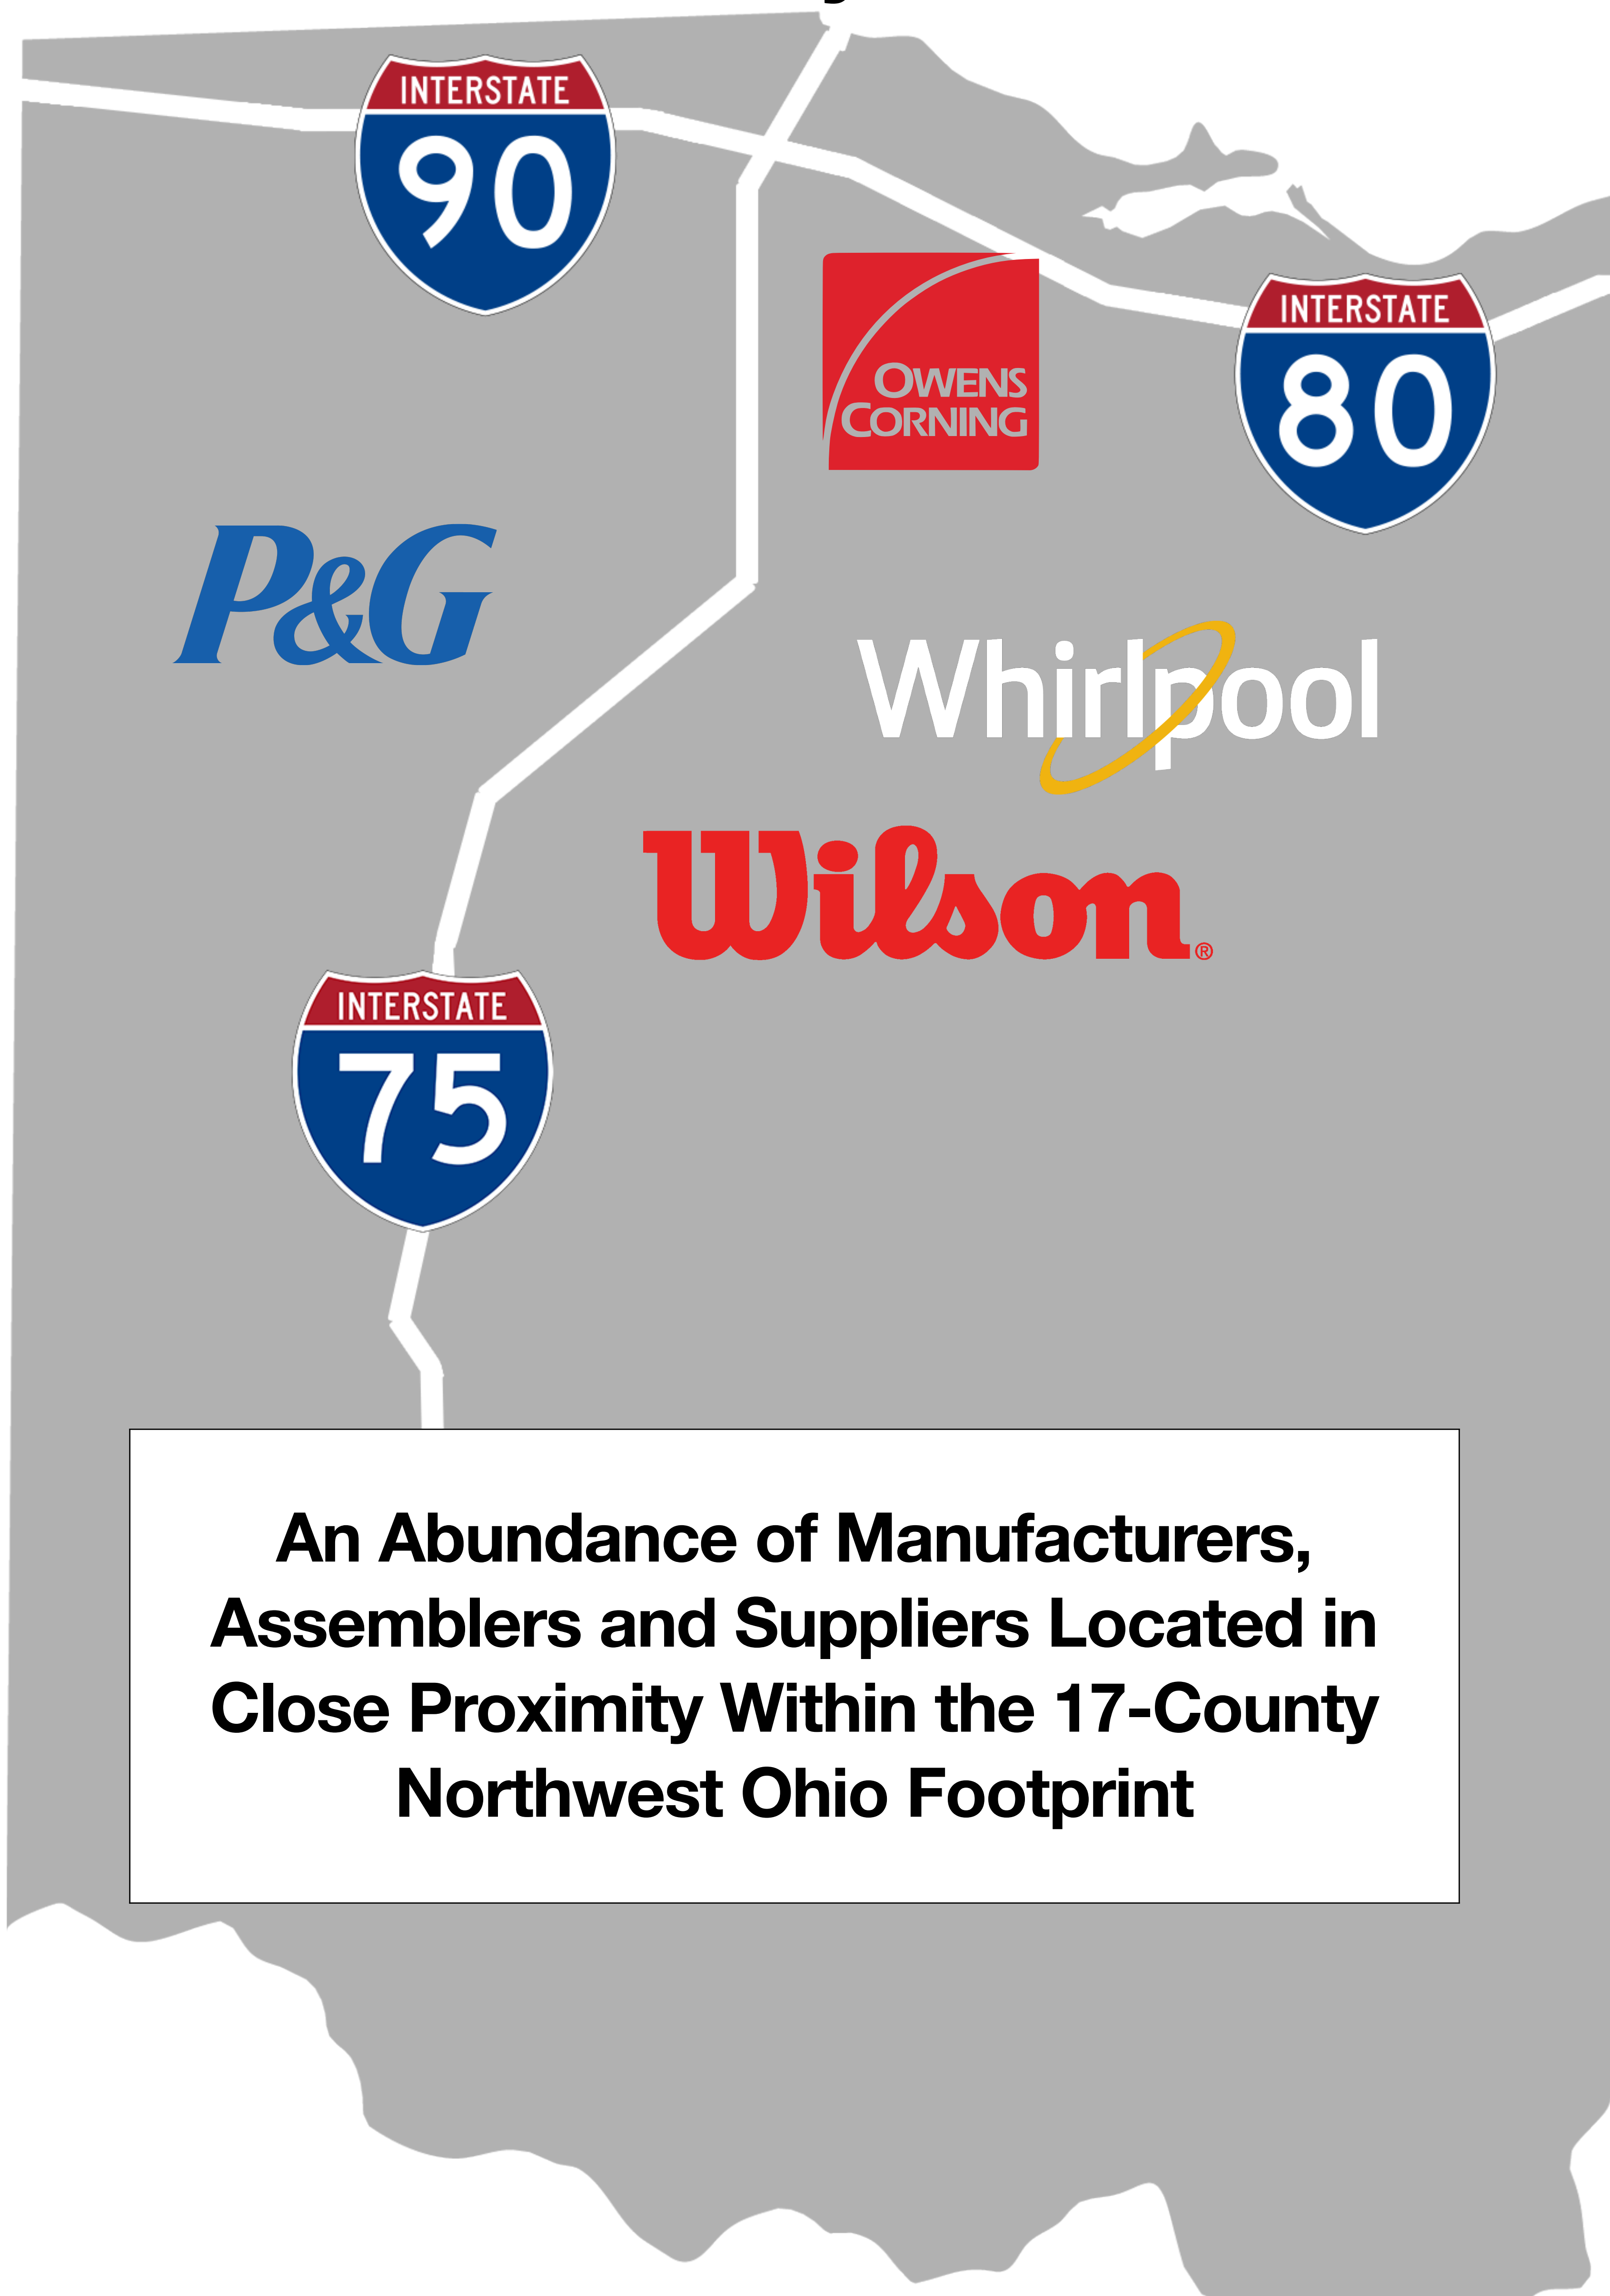 INTERSTATE
90
OWENS
CORNING
INTERSTATE
80
P&G
Whirlpool
Wilson®
INTERSTATE
75
An Abundance of Manufacturers,
Assemblers and Suppliers Located in
Close Proximity Within the 17-County
Northwest Ohio Footprint